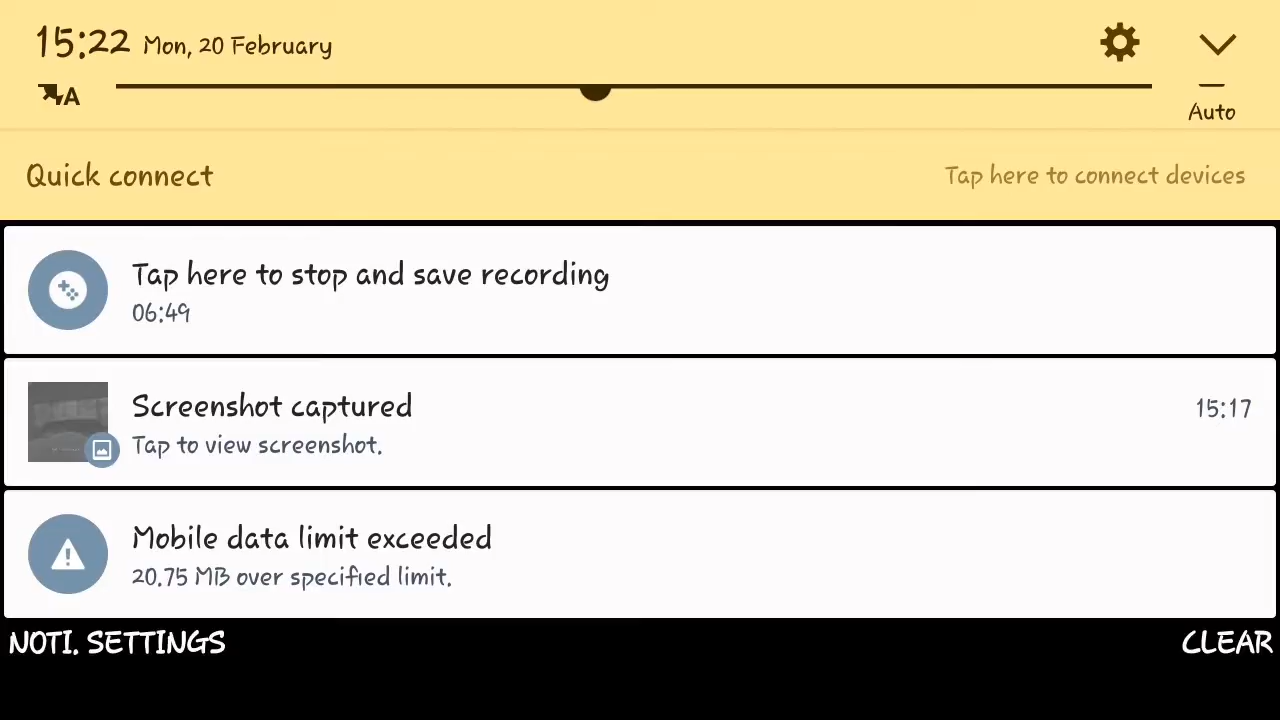 15:22 Mon, 20 February
A
Auto
Quick connect Tap here to connect devices
Tap here to stop and save recording
06:49
Screenshot captured 15:17
Tap to view screenshot.
Mobile data limit exceeded
20.75 MB over specified limit.
NOTI. SETTINGS CLEAR